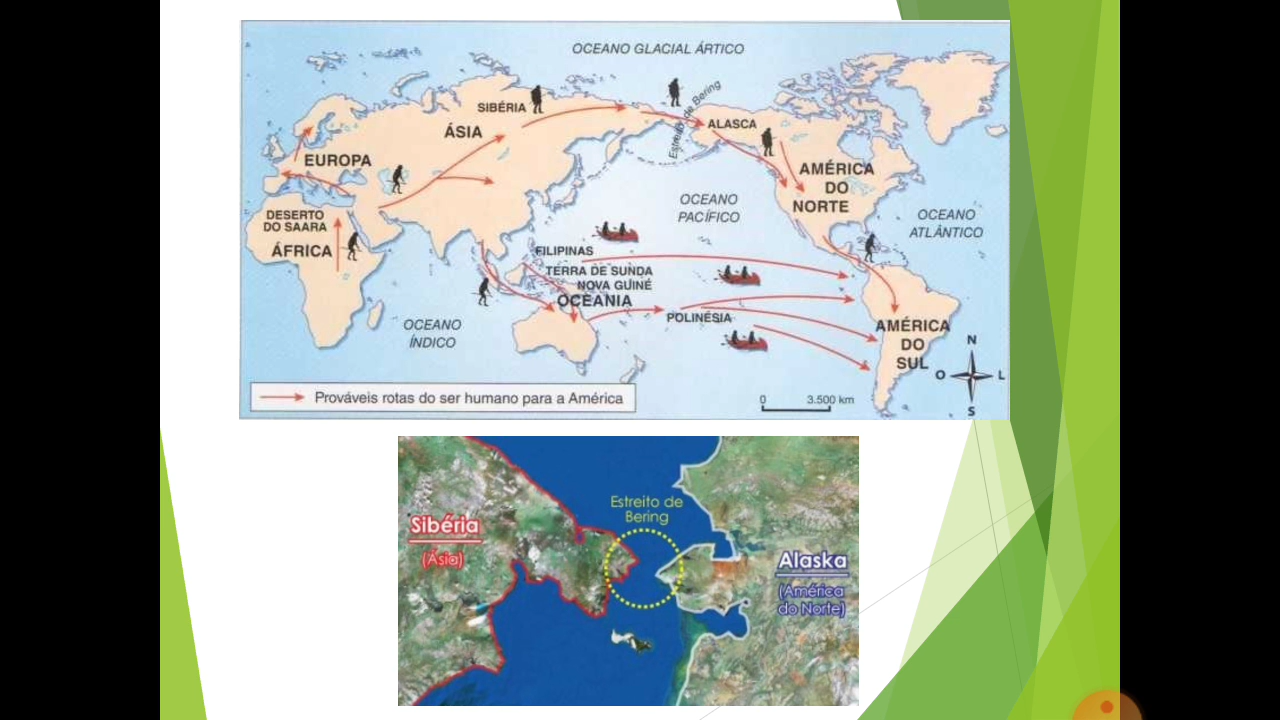 OCEANO GLACIAL ÁRTICO
SIBÉRIA
Estreito de Bering
ÁSIA
ALASCA
EUROPA
AMÉRICA
DO
NORTE
OCEANO
PACÍFICO
DESERTO
DO SAARA
OCEANO
ATLÂNTICO
ÁFRICA
FILIPINAS
TERRA DE SUNDA
NOVA GUINÉ
OCEANIA
POLINÉSIA
OCEANO
ÍNDICO
AMÉRICA
DO
SUL
N
O
L
S
Prováveis rotas do ser humano para a América
0 3.500 km
Estreito de
Bering
Sibéria
(Ásia)
Alaska
(América
do Norte)